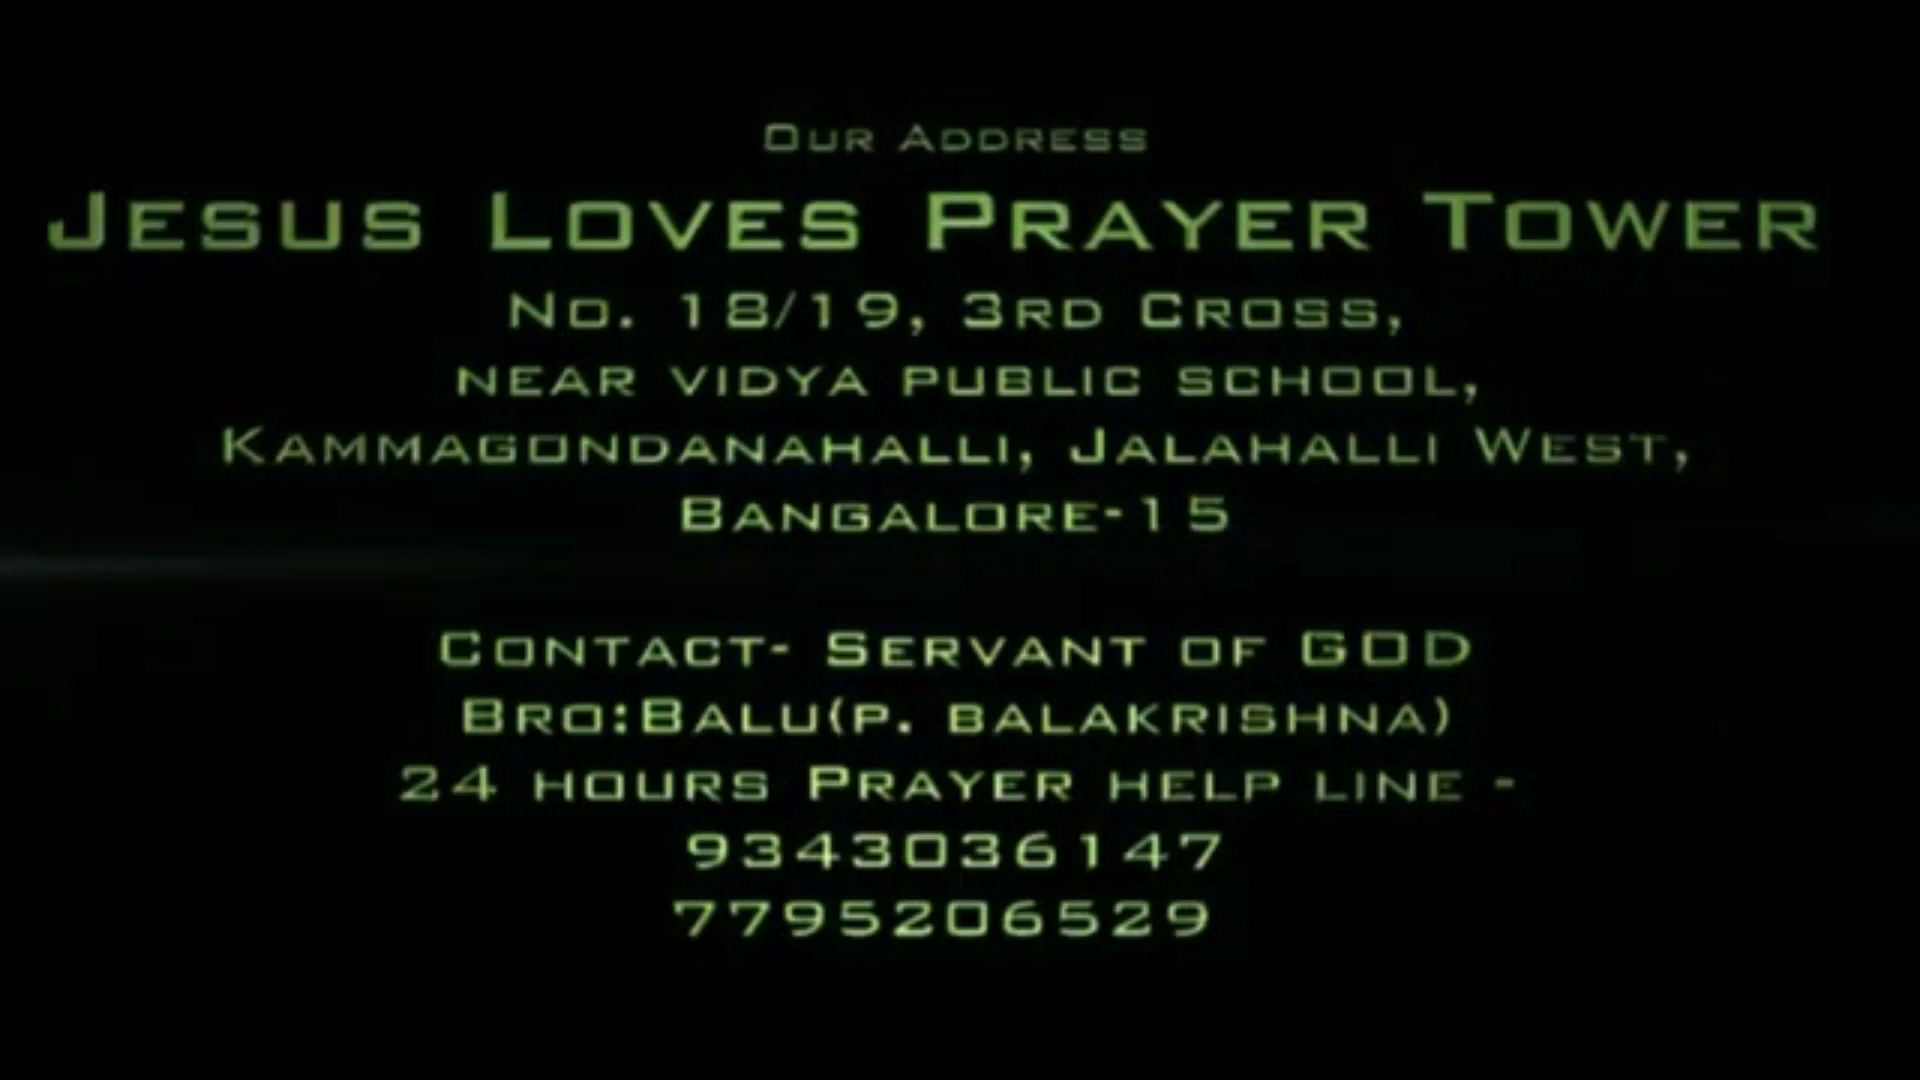 Our Address
Jesus Loves Prayer Tower
No. 18/19, 3rd Cross,
near vidya public school,
Kammagondanahalli, Jalahalli West,
Bangalore-15
Contact- Servant of GOD
Bro:Balu(p. balakrishna)
24 hours Prayer help line -
9343036147
7795206529